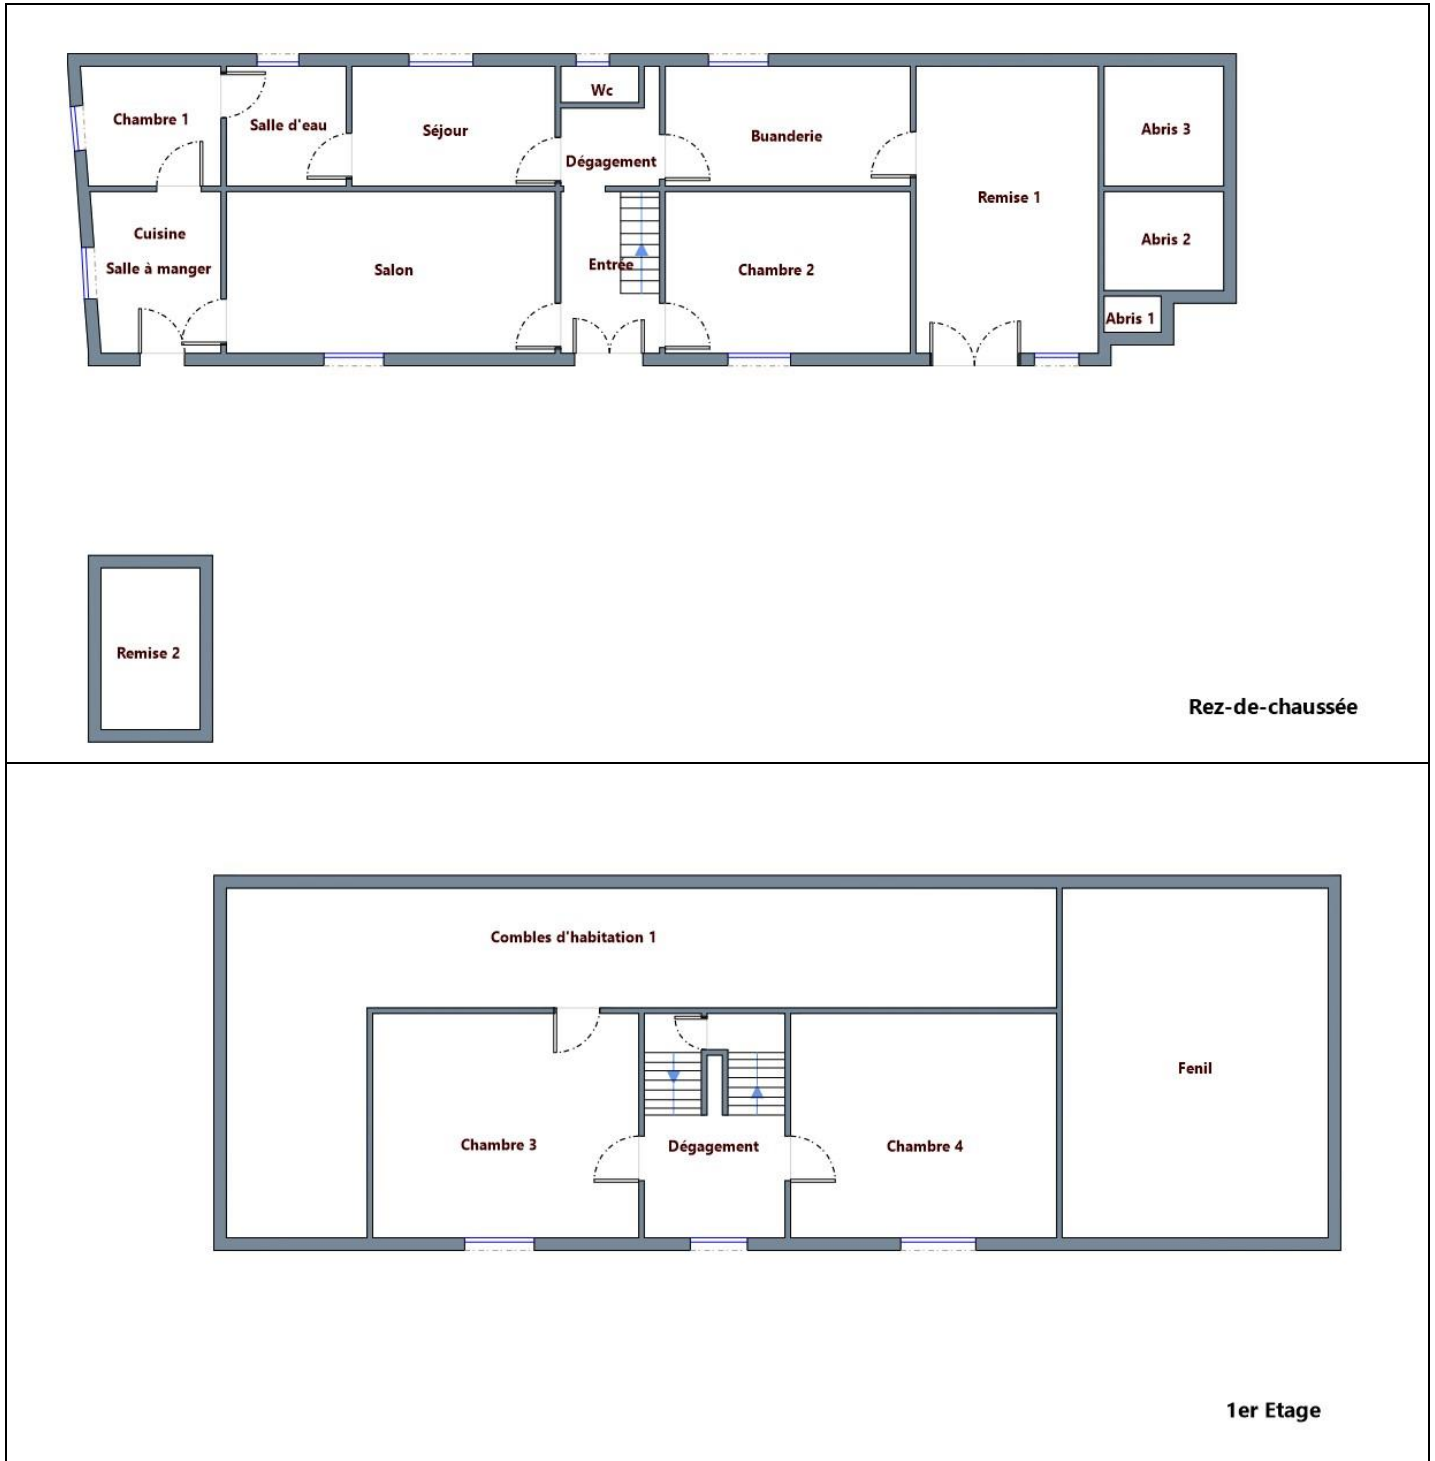 Wc
Chambre 1
Salle d'eau
Séjour
Buanderie
Abris 3
Dégagement
Remise 1
Cuisine
Salle à manger
Abris 2
Salon
Entrée
Chambre 2
Abris 1
Remise 2
Rez-de-chaussée
Combles d'habitation 1
Fenil
Chambre 3
Dégagement
Chambre 4
1er Etage